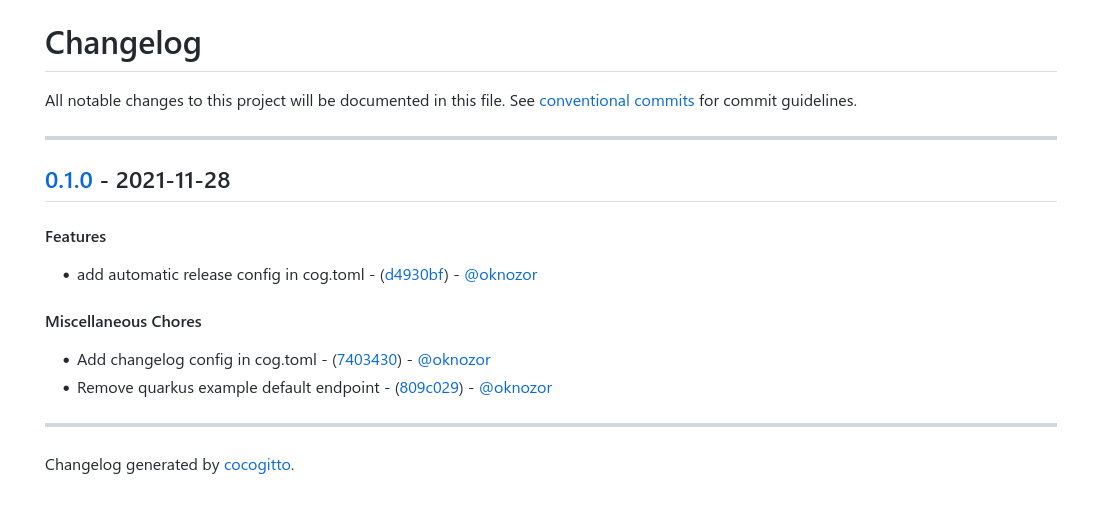 Changelog
All notable changes to this project will be documented in this file. See conventional commits for commit guidelines.
0.1.0 - 2021-11-28
Features
• add automatic release config in cog.toml - (d4930bf) - @oknozor
Miscellaneous Chores
• Add changelog config in cog.toml - (7403430) - @oknozor
• Remove quarkus example default endpoint - (809c029) - @oknozor
Changelog generated by cocogitto.